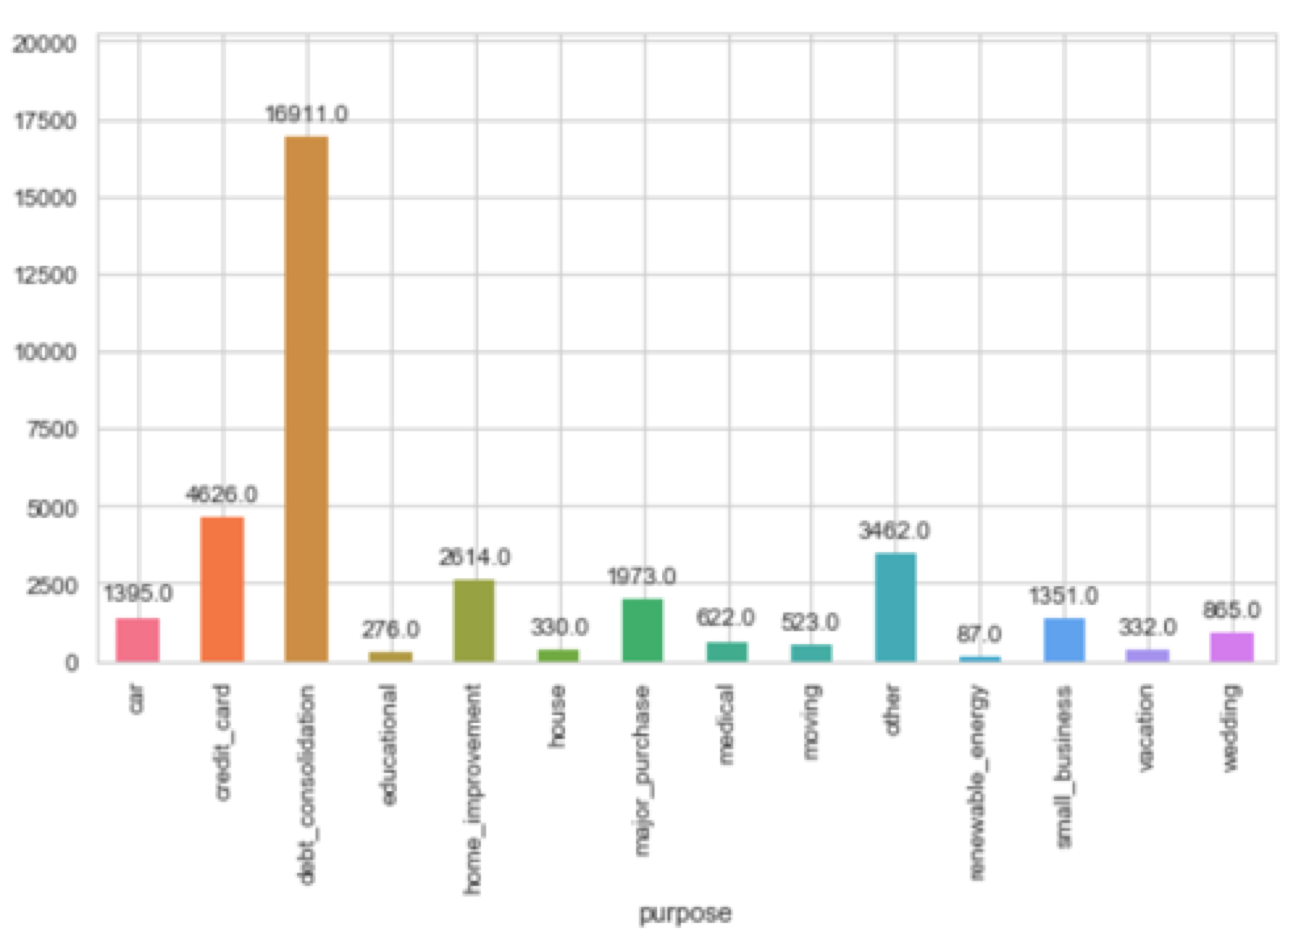 20000
17500
15000
12500
10000
7500
5000
2500
0
1395.0
4626.0
16911.0
276.0
2614.0
330.0
1973.0
622.0
523.0
3462.0
87.0
1351.0
332.0
865.0
car
credit_card
debt_consolidation
educational
home_improvement
house
major_purchase
medical
moving
other
renewable_energy
small_business
vacation
wedding
purpose